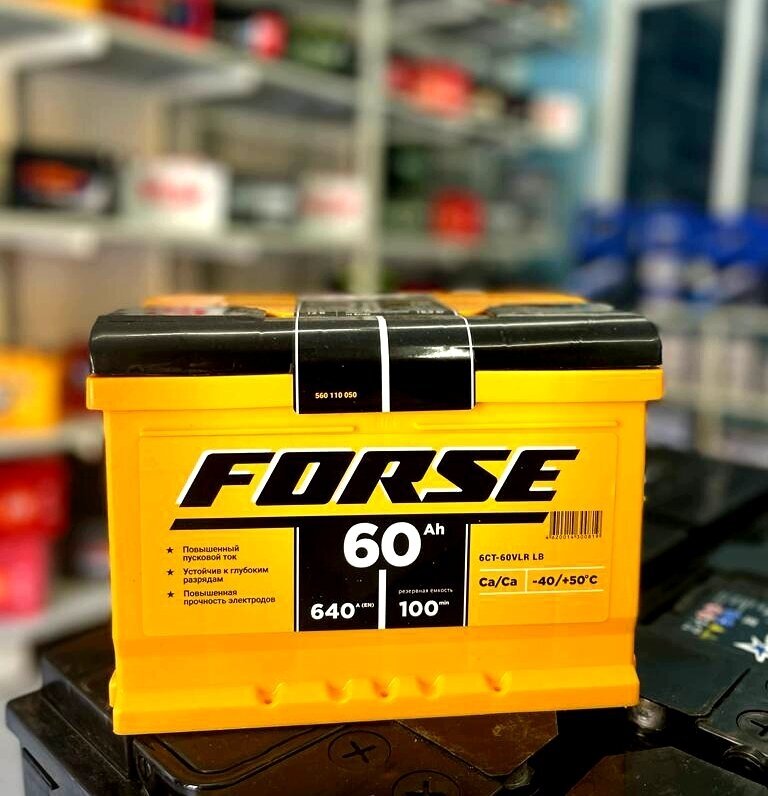 560 110 050
FORSE
60 Ah
★ Повышенный
пусковой ток
★ Устойчив к глубоким
разрядам
★ Повышенная
прочность электродов
640 A (EN)
резервная емкость
100 min
6СТ-60VLR LB
Ca/Ca
-40/+50°C